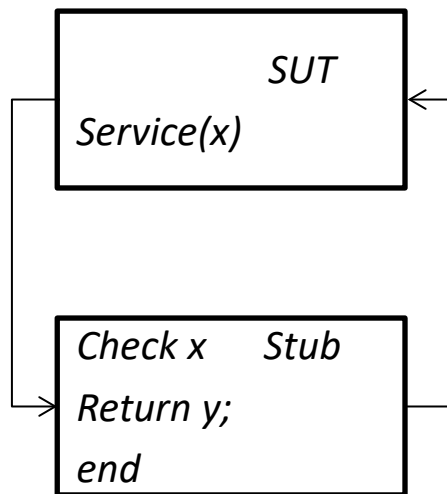 SUT
Service(x)
Check x Stub
Return y;
end